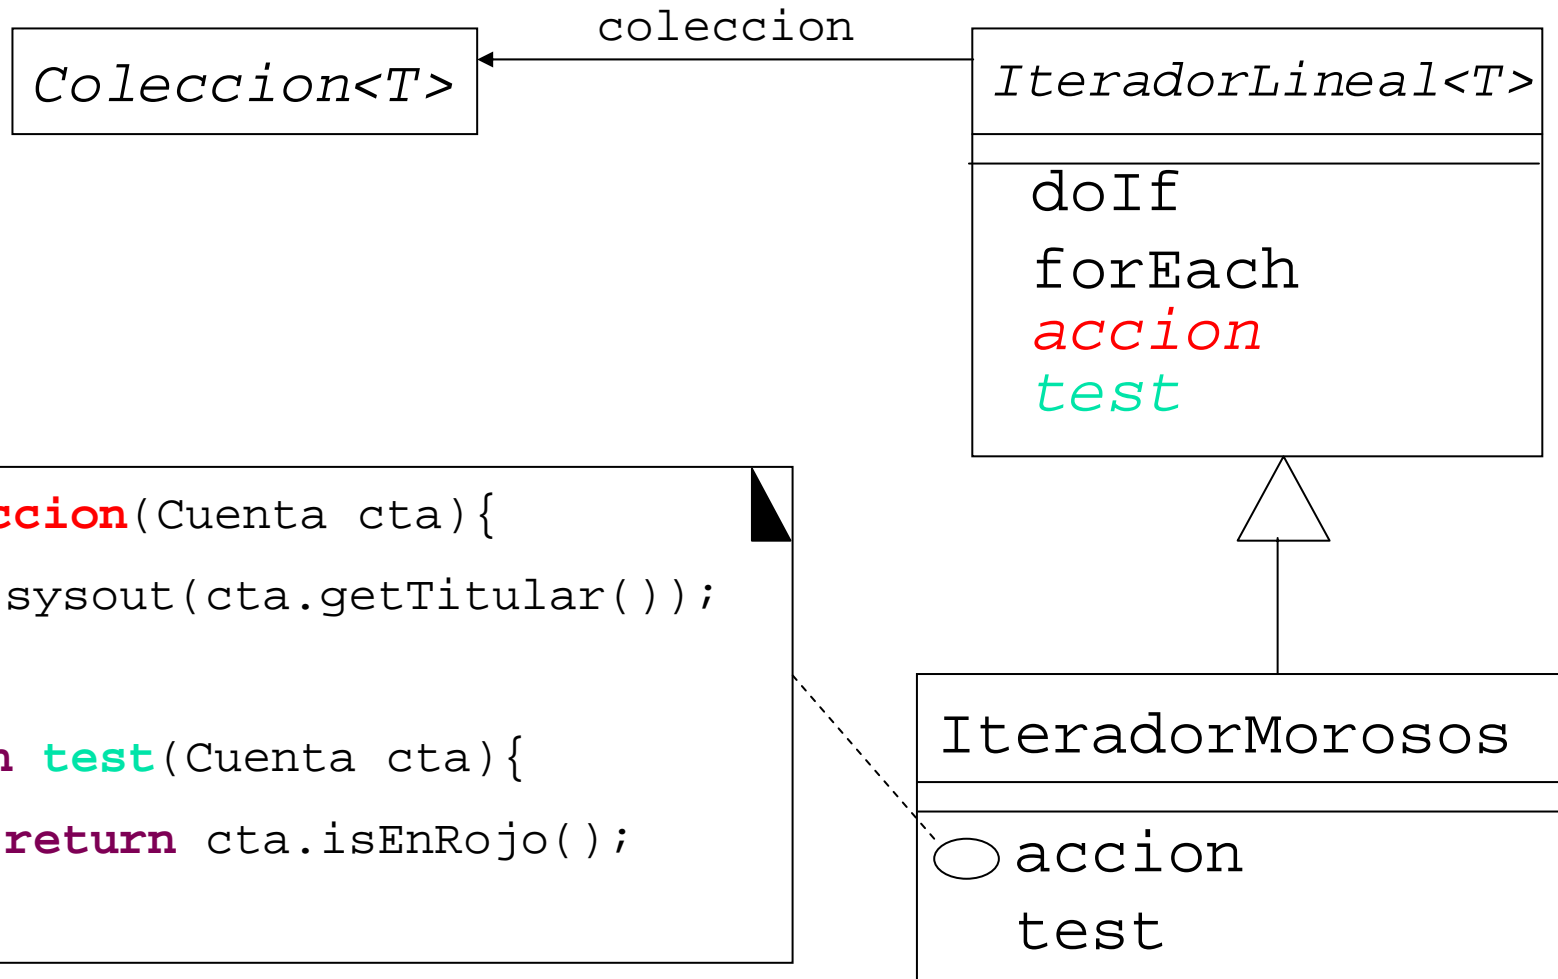 coleccion
Coleccion<T>
IteradorLineal<T>
doIf
forEach
accion
test
ccion(Cuenta cta){
sysout(cta.getTitular());
n test(Cuenta cta){
return cta.isEnRojo();
IteradorMorosos
accion
test